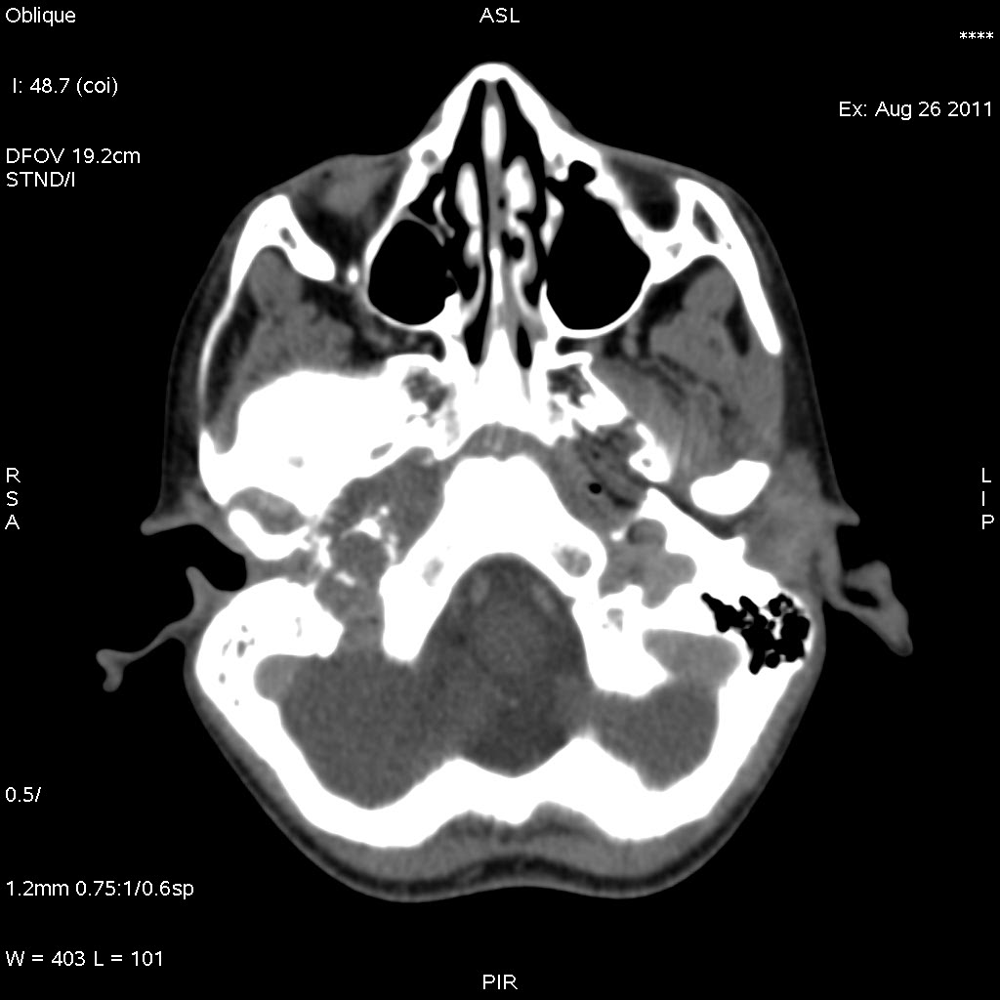 Oblique
ASL
****
I: 48.7 (coi)
Ex: Aug 26 2011
DFOV 19.2cm
STND/I
R
S
A
L
I
P
0.5/
1.2mm 0.75:1/0.6sp
W = 403 L = 101
PIR